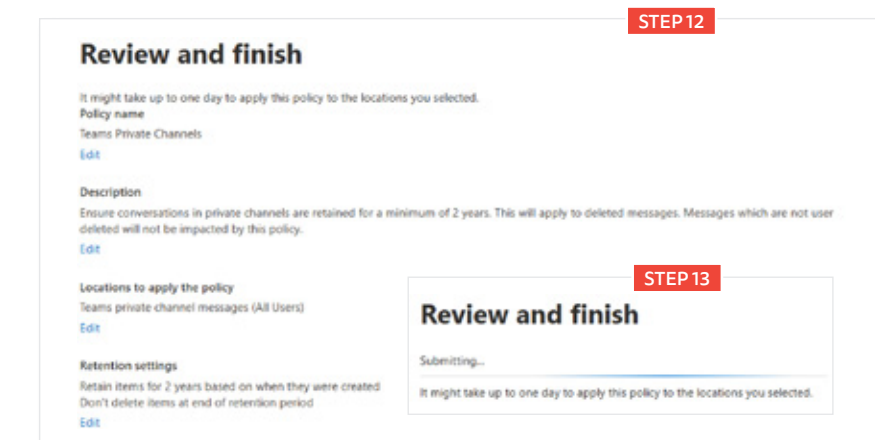 STEP 12
Review and finish
It might take up to one day to apply this policy to the locations you selected.
Policy name
Teams Private Channels
Edit
Description
Ensure conversations in private channels are retained for a minimum of 2 years. This will apply to deleted messages. Messages which are not user
deleted will not be impacted by this policy.
Edit
Locations to apply the policy
Teams private channel messages (All Users)
Edit
Retention settings
Retain items for 2 years based on when they were created
Don't delete items at end of retention period
Edit
STEP 13
Review and finish
Submitting...
It might take up to one day to apply this policy to the locations you selected.